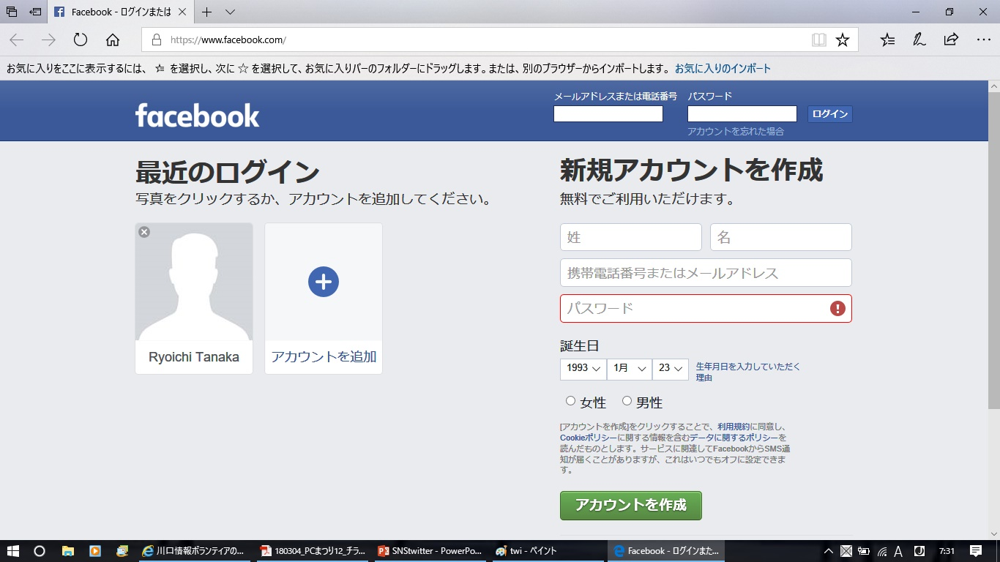 Facebook - ログインまたは
https://www.facebook.com/
お気に入りをここに表示するには、 を選択し、次に ☆ を選択して、お気に入りバーのフォルダーにドラッグします。または、別のブラウザーからインポートします。 お気に入りのインポート
facebook
メールアドレスまたは電話番号 パスワード
ログイン
アカウントを忘れた場合
最近のログイン
写真をクリックするか、アカウントを追加してください。
Ryoichi Tanaka
アカウントを追加
新規アカウントを作成
無料でご利用いただけます。
姓 名
携帯電話番号またはメールアドレス
パスワード
誕生日
1993 1月 23
生年月日を入力していただく
理由
女性 男性
[アカウントを作成]をクリックすることで、利用規約に同意し、
Cookieポリシーに関する情報を含むデータに関するポリシーを
読んだものとします。サービスに関連してFacebookからSMS通
知が届くことがありますが、これはいつでもオフに設定できま
す。
アカウントを作成
川口情報ボランティアの... 180304_PCまつり12_チラ... SNStwitter - PowerPo... twi - ペイント Facebook - ログインまた... A 7:31